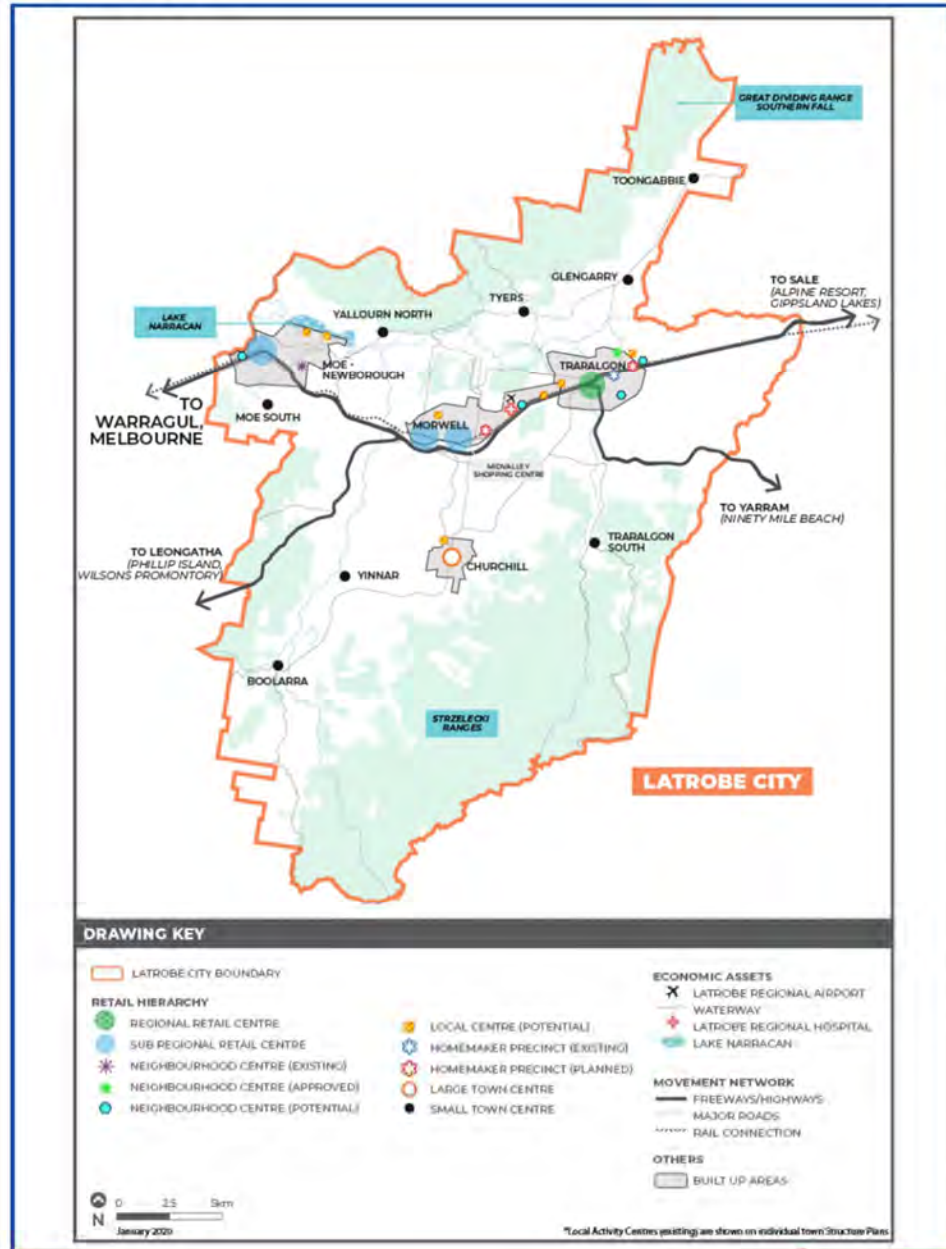 GREAT DIVIDING RANGE
SOUTHERN FALL
TOONGABBIE
GLENGARRY
TO SALE
(ALPINE RESORT,
GIPPSLAND LAKES)
TYERS
LAKE
NARRACAN
YALLOURN NORTH
TRARALGON
MOE -
NEWBOROUGH
TO
WARRAGUL,
MELBOURNE
MOE SOUTH
MORWELL
MIDVALLEY
SHOPPING CENTRE
TO YARRAM
(NINETY MILE BEACH)
TO LEONGATHA
(PHILLIP ISLAND,
WILSONS PROMONTORY)
TRARALGON
SOUTH
CHURCHILL
YINNAR
BOOLARRA
STRZELECKI
RANGES
LATROBE CITY
DRAWING KEY
LATROBE CITY BOUNDARY
RETAIL HIERARCHY
REGIONAL RETAIL CENTRE
SUB REGIONAL RETAIL CENTRE
NEIGHBOURHOOD CENTRE (EXISTING)
NEIGHBOURHOOD CENTRE (APPROVED)
NEIGHBOURHOOD CENTRE (POTENTIAL)
LOCAL CENTRE (POTENTIAL)
HOMEMAKER PRECINCT (EXISTING)
HOMEMAKER PRECINCT (PLANNED)
LARGE TOWN CENTRE
SMALL TOWN CENTRE
ECONOMIC ASSETS
LATROBE REGIONAL AIRPORT
WATERWAY
LATROBE REGIONAL HOSPITAL
LAKE NARRACAN
MOVEMENT NETWORK
FREEWAYS/HIGHWAYS
MAJOR ROADS
RAIL CONNECTION
OTHERS
BUILT UP AREAS
0 2.5 5km
N
January 2020
*Local Activity Centres (existing) are shown on individual town Structure Plans